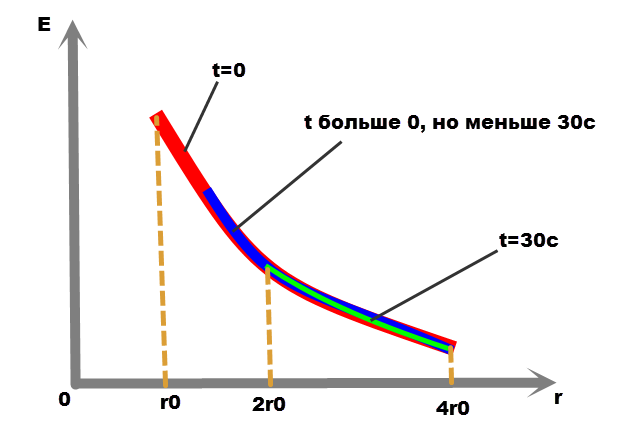 E
t=0
t больше 0, но меньше 30с
t=30с
0
r0
2r0
4r0
r